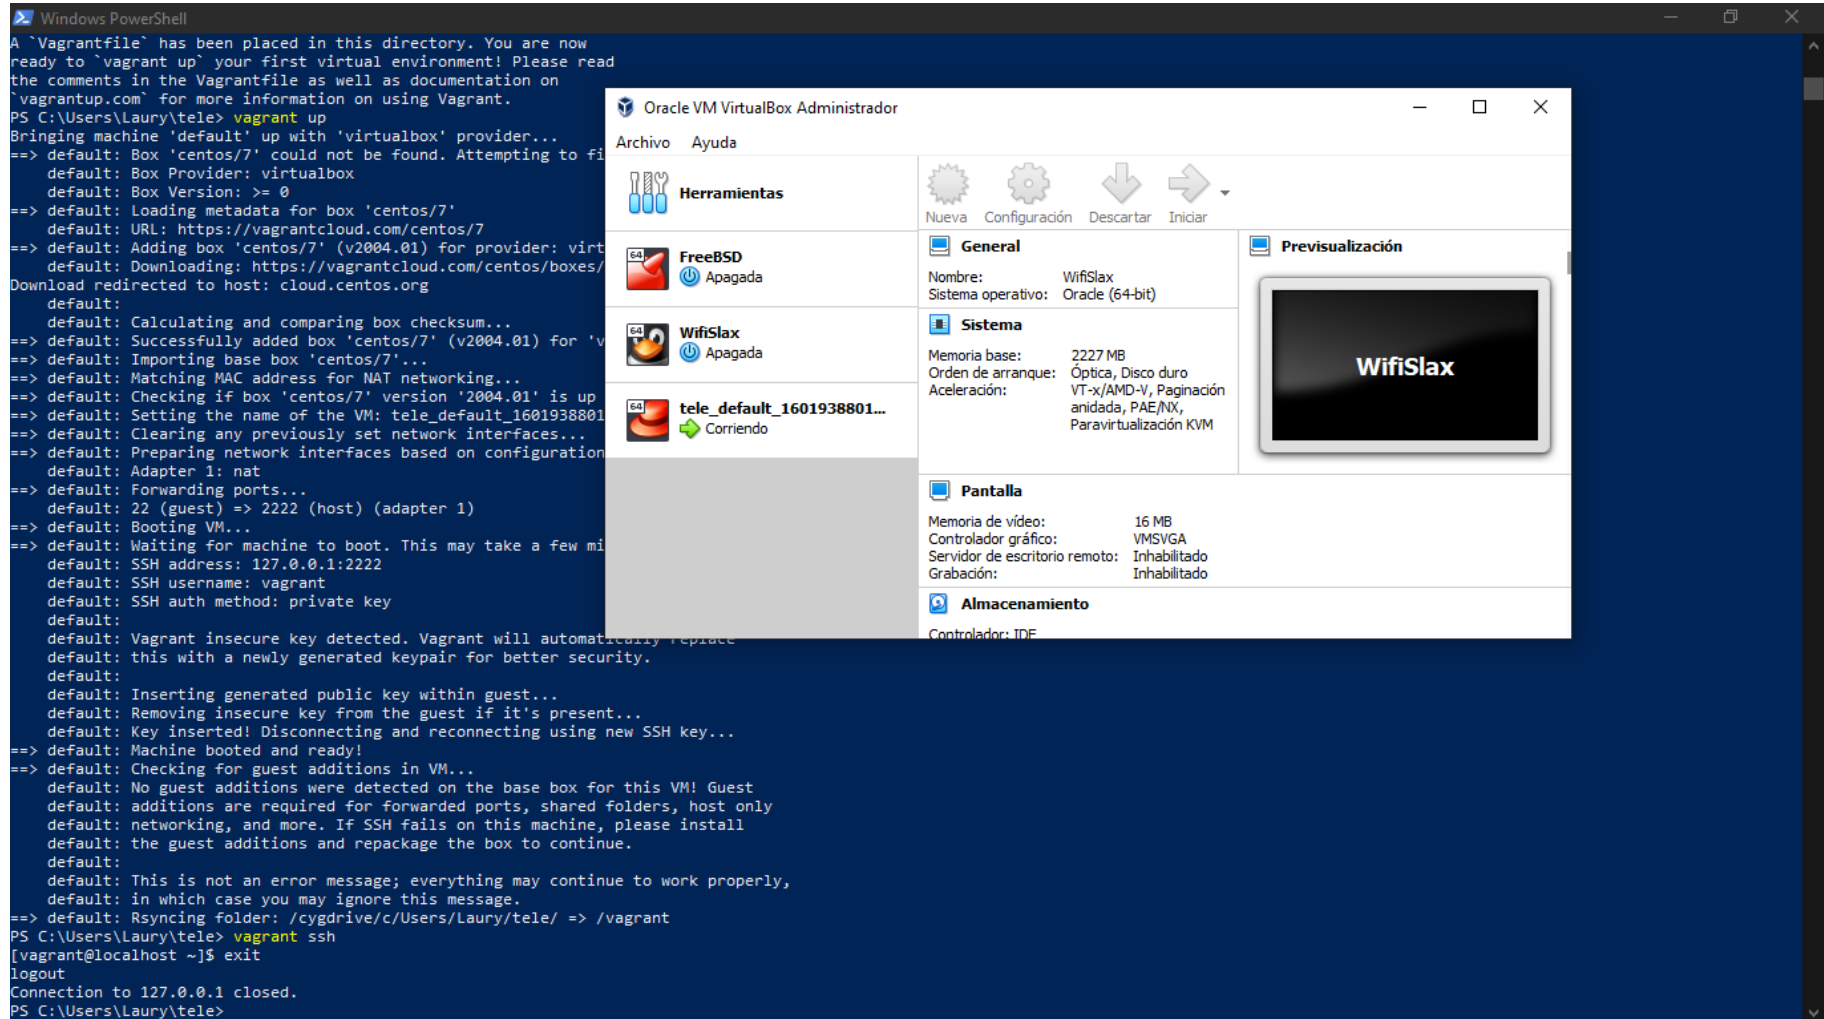 Windows PowerShell
A `Vagrantfile` has been placed in this directory. You are now
ready to `vagrant up` your first virtual environment! Please read
the comments in the Vagrantfile as well as documentation on
`vagrantup.com` for more information on using Vagrant.
PS C:\Users\Laury\tele> vagrant up
Bringing machine 'default' up with 'virtualbox' provider...
==> default: Box 'centos/7' could not be found. Attempting to fi
    default: Box Provider: virtualbox
    default: Box Version: >= 0
==> default: Loading metadata for box 'centos/7'
    default: URL: https://vagrantcloud.com/centos/7
==> default: Adding box 'centos/7' (v2004.01) for provider: virt
    default: Downloading: https://vagrantcloud.com/centos/boxes/
Download redirected to host: cloud.centos.org
    default:
    default: Calculating and comparing box checksum...
==> default: Successfully added box 'centos/7' (v2004.01) for 'v
==> default: Importing base box 'centos/7'...
==> default: Matching MAC address for NAT networking...
==> default: Checking if box 'centos/7' version '2004.01' is up
==> default: Setting the name of the VM: tele_default_1601938801
==> default: Clearing any previously set network interfaces...
==> default: Preparing network interfaces based on configuration
    default: Adapter 1: nat
==> default: Forwarding ports...
    default: 22 (guest) => 2222 (host) (adapter 1)
==> default: Booting VM...
==> default: Waiting for machine to boot. This may take a few mi
    default: SSH address: 127.0.0.1:2222
    default: SSH username: vagrant
    default: SSH auth method: private key
    default:
    default: Vagrant insecure key detected. Vagrant will automatically replace
    default: this with a newly generated keypair for better security.
    default:
    default: Inserting generated public key within guest...
    default: Removing insecure key from the guest if it's present...
    default: Key inserted! Disconnecting and reconnecting using new SSH key...
==> default: Machine booted and ready!
==> default: Checking for guest additions in VM...
    default: No guest additions were detected on the base box for this VM! Guest
    default: additions are required for forwarded ports, shared folders, host only
    default: networking, and more. If SSH fails on this machine, please install
    default: the guest additions and repackage the box to continue.
    default:
    default: This is not an error message; everything may continue to work properly,
    default: in which case you may ignore this message.
==> default: Rsyncing folder: /cygdrive/c/Users/Laury/tele/ => /vagrant
PS C:\Users\Laury\tele> vagrant ssh
[vagrant@localhost ~]$ exit
logout
Connection to 127.0.0.1 closed.
PS C:\Users\Laury\tele>
Oracle VM VirtualBox Administrador
Archivo Ayuda
Herramientas
64 FreeBSD
Apagada
64 WifiSlax
Apagada
64 tele_default_1601938801...
Corriendo
Nueva Configuración Descartar Iniciar
General
Nombre: WifiSlax
Sistema operativo: Oracle (64-bit)
Sistema
Memoria base: 2227 MB
Orden de arranque: Óptica, Disco duro
Aceleración: VT-x/AMD-V, Paginación
anidada, PAE/NX,
Paravirtualización KVM
Previsualización
WifiSlax
Pantalla
Memoria de vídeo: 16 MB
Controlador gráfico: VMSVGA
Servidor de escritorio remoto: Inhabilitado
Grabación: Inhabilitado
Almacenamiento
Controlador: IDE